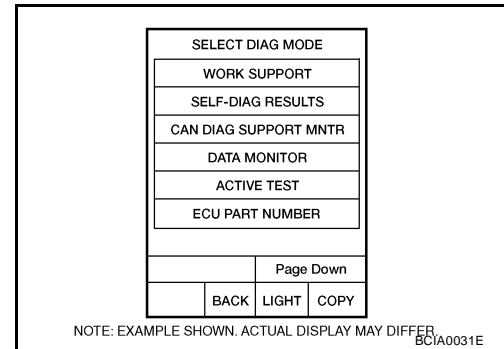 SELECT DIAG MODE
WORK SUPPORT
SELF-DIAG RESULTS
CAN DIAG SUPPORT MNTR
DATA MONITOR
ACTIVE TEST
ECU PART NUMBER
Page Down
BACK LIGHT COPY
NOTE: EXAMPLE SHOWN. ACTUAL DISPLAY MAY DIFFER.
BCIA0031E